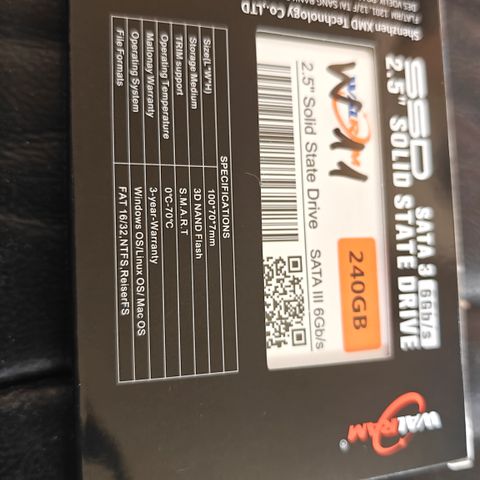 SSD SATA 3 6Gb/s
2.5" SOLID STATE DRIVE
WALRAM
®
WALRAM
W11
240GB
2.5" Solid State Drive SATA III 6Gb/s
SPECIFICATIONS
Size(L*W*H) 100*70*7mm
Storage Medium 3D NAND Flash
TRIM support S.M.A.R.T
Operating Temperature 0°C-70°C
Mationay Warranty 3-year-Warranty
Operating System Windows OS/Linux OS/ Mac OS
File Formats FAT 16/32,NTFS,ReiserFS
Shenzhen XMD Technology Co.,LTD